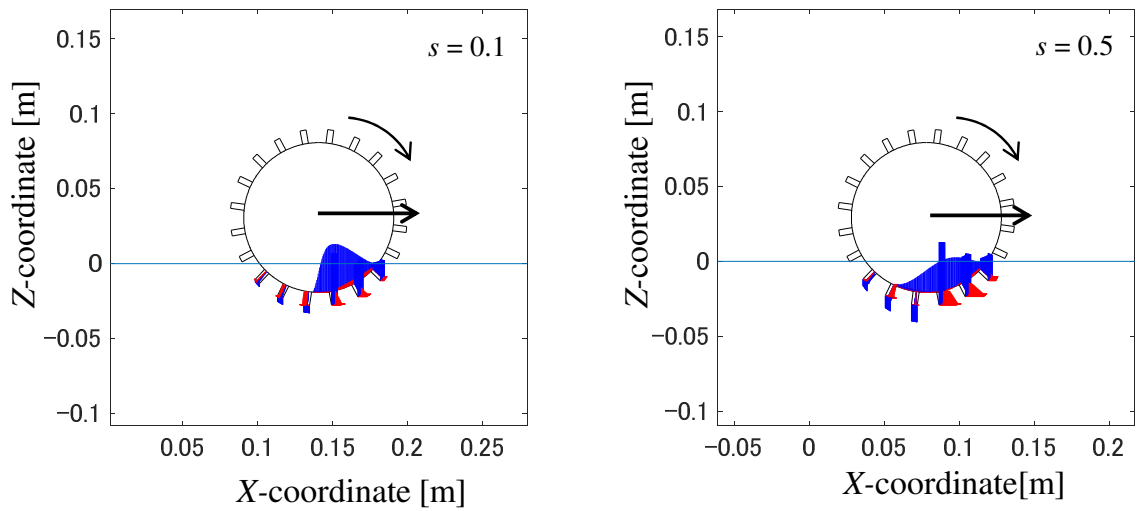 s = 0.1
0.15
0.1
0.05
0
−0.05
−0.1
Z-coordinate [m]
0.05 0.1 0.15 0.2 0.25
X-coordinate [m]
s = 0.5
0.15
0.1
0.05
0
−0.05
−0.1
Z-coordinate [m]
−0.05 0 0.05 0.1 0.15 0.2
X-coordinate[m]